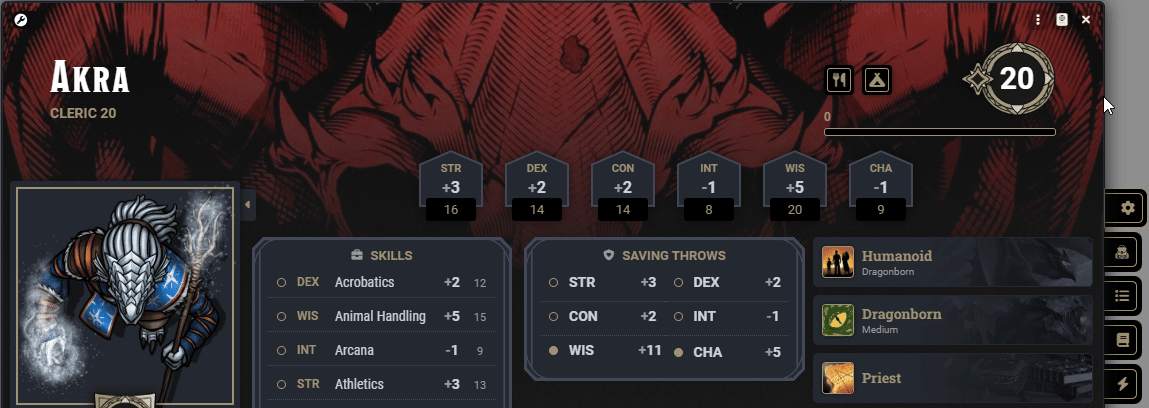 AKRA
CLERIC 20
20
0
STR
+3
16
DEX
+2
14
CON
+2
14
INT
-1
8
WIS
+5
20
CHA
-1
9
SKILLS
DEX Acrobatics +2 12
WIS Animal Handling +5 15
INT Arcana -1 9
STR Athletics +3 13
SAVING THROWS
STR +3 DEX +2
CON +2 INT -1
WIS +11 CHA +5
Humanoid
Dragonborn
Dragonborn
Medium
Priest